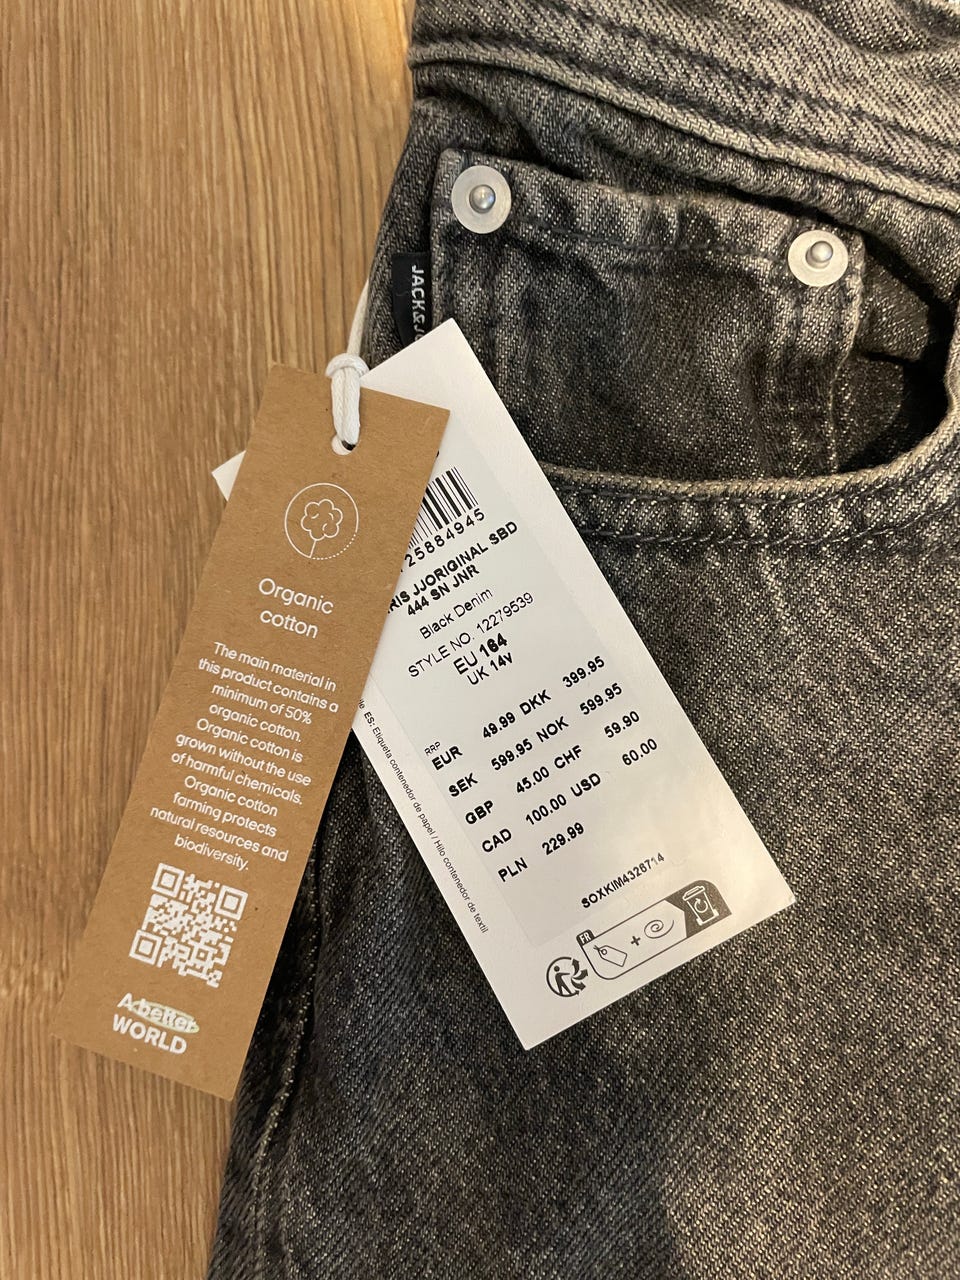 JACK&JO
Organic
cotton
The main material in
this product contains a
minimum of 50%
organic cotton.
Organic cotton is
grown without the use
of harmful chemicals.
Organic cotton
farming protects
natural resources and
biodiversity.
A better
WORLD
25884945
RIS JJORIGINAL SBD
444 SN JNR
Black Denim
STYLE NO. 12279539
EU 164
UK 14y
RRP
EUR 49.99 DKK 399.95
SEK 599.95 NOK 599.95
GBP 45.00 CHF 59.90
CAD 100.00 USD 60.00
PLN 229.99
SOXKIM4326714
FR
+
ES: Etiqueta contenedor de papel / Hilo contenedor de textil